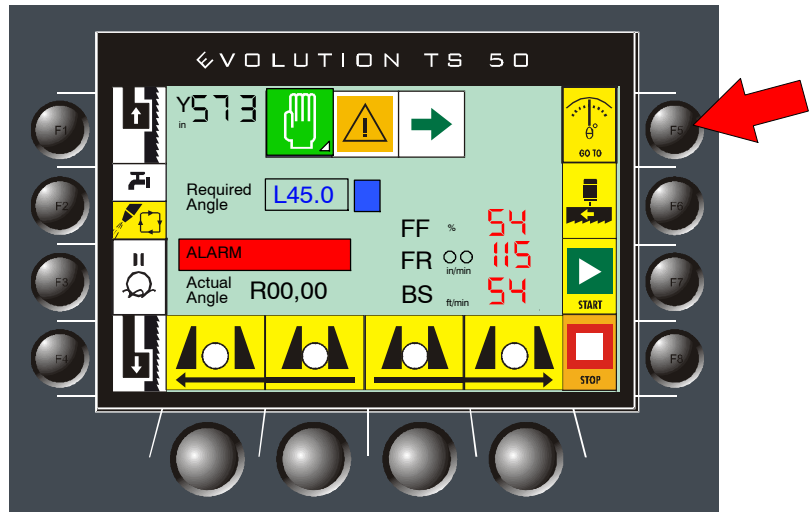 EVOLUTION TS 50
F1
F2
F3
F4
Y573
in
Required
Angle
L45.0
ALARM
Actual
Angle
R00,00
FF % 54
FR in/min 115
BS ft/min 54
θ°
GO TO
START
STOP
F5
F6
F7
F8